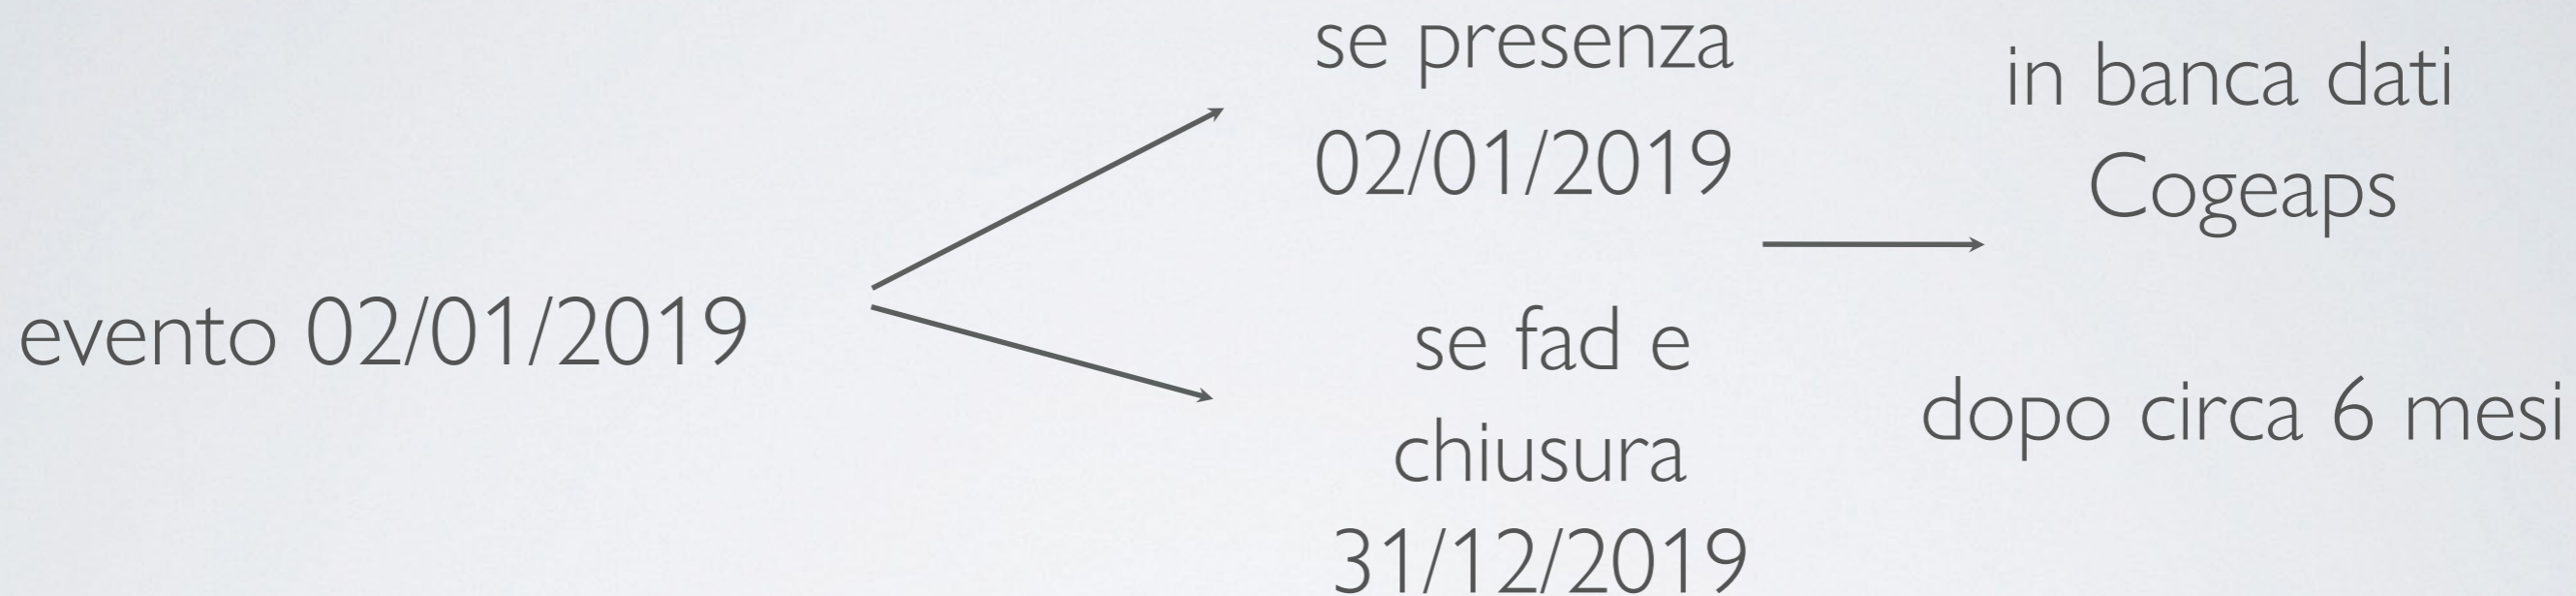 evento 02/01/2019
se presenza
02/01/2019
se fad e
chiusura
31/12/2019
in banca dati
Cogeaps
dopo circa 6 mesi